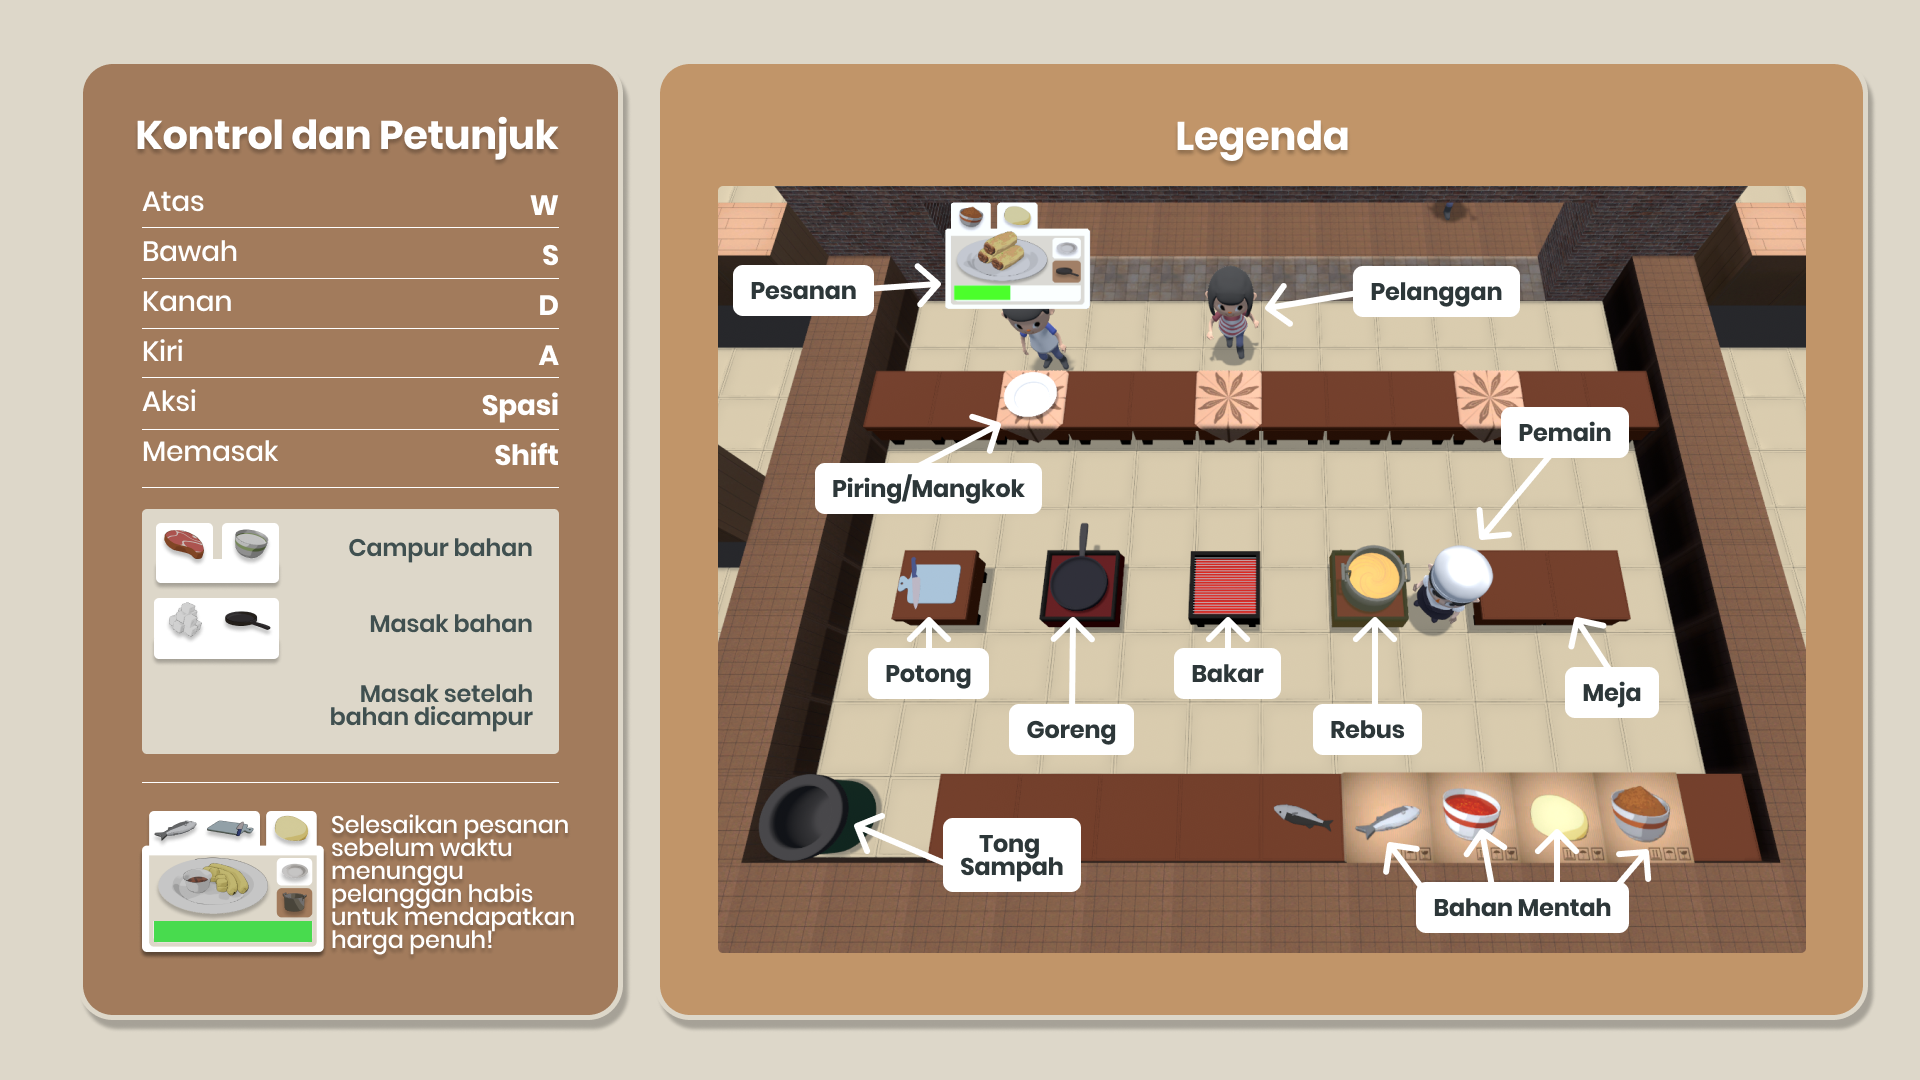 Kontrol dan Petunjuk
Atas W
Bawah S
Kanan D
Kiri A
Aksi Spasi
Memasak Shift
Campur bahan
Masak bahan
Masak setelah
bahan dicampur
Selesaikan pesanan
sebelum waktu
menunggu
pelanggan habis
untuk mendapatkan
harga penuh!
Legenda
Pesanan
Pelanggan
Pemain
Piring/Mangkok
Potong
Bakar
Meja
Goreng
Rebus
Tong
Sampah
Bahan Mentah